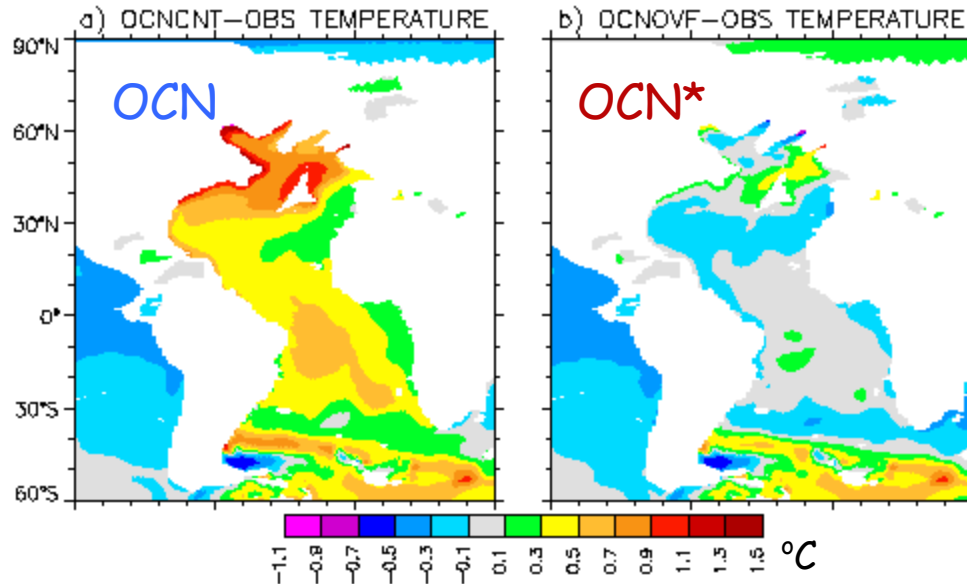 a) OCNCNT-OBS TEMPERATURE
b) OCNOVF-OBS TEMPERATURE
90°N
OCN
OCN*
60°N
30°N
0°
30°S
60°S
-1.1 -0.9 -0.7 -0.5 -0.3 -0.1 0.1 0.3 0.5 0.7 0.9 1.1 1.3 1.5
°C